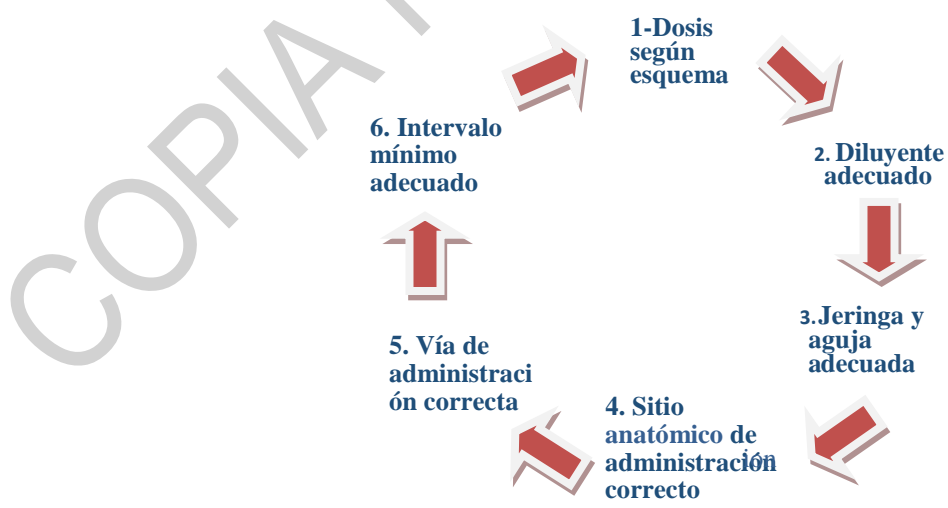 1-Dosis
según
esquema
2. Diluyente
adecuado
3.Jeringa y
aguja
adecuada
4. Sitio
anatómico de
administración
correcto
5. Vía de
administraci
ón correcta
6. Intervalo
mínimo
adecuado
COPIA